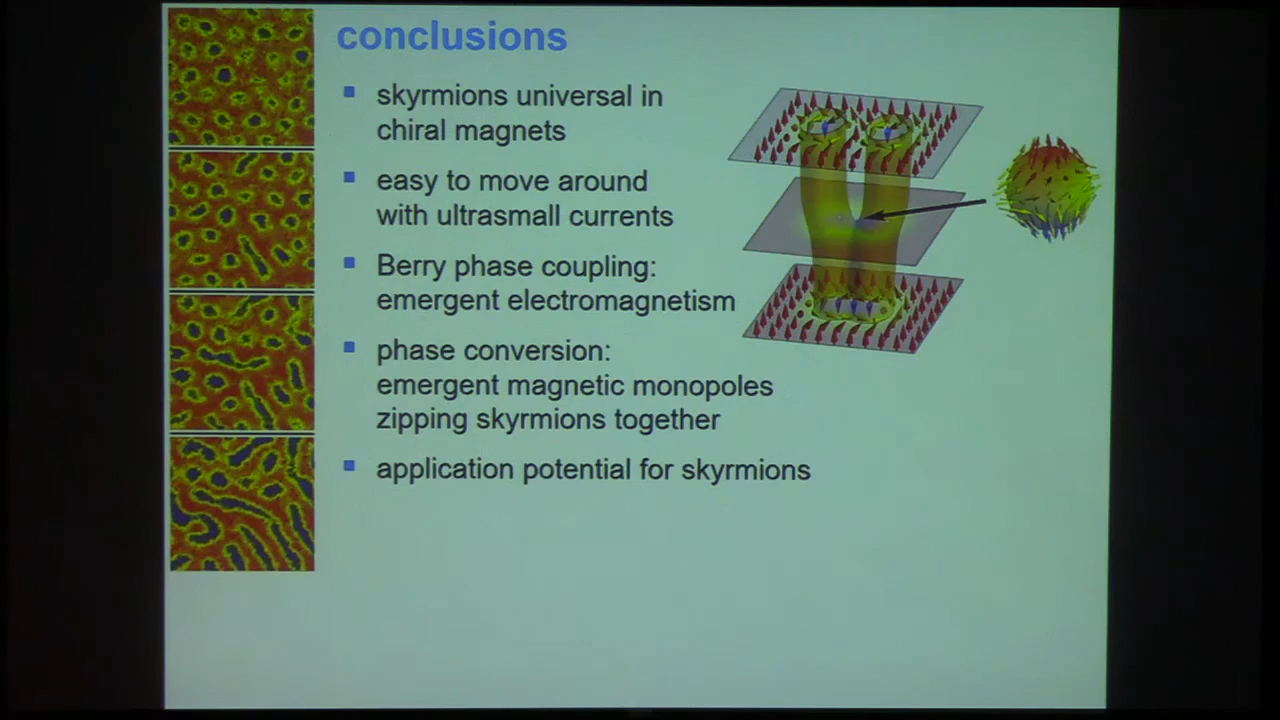 conclusions
skyrmions universal in
chiral magnets
easy to move around
with ultrasmall currents
Berry phase coupling:
emergent electromagnetism
phase conversion:
emergent magnetic monopoles
zipping skyrmions together
application potential for skyrmions